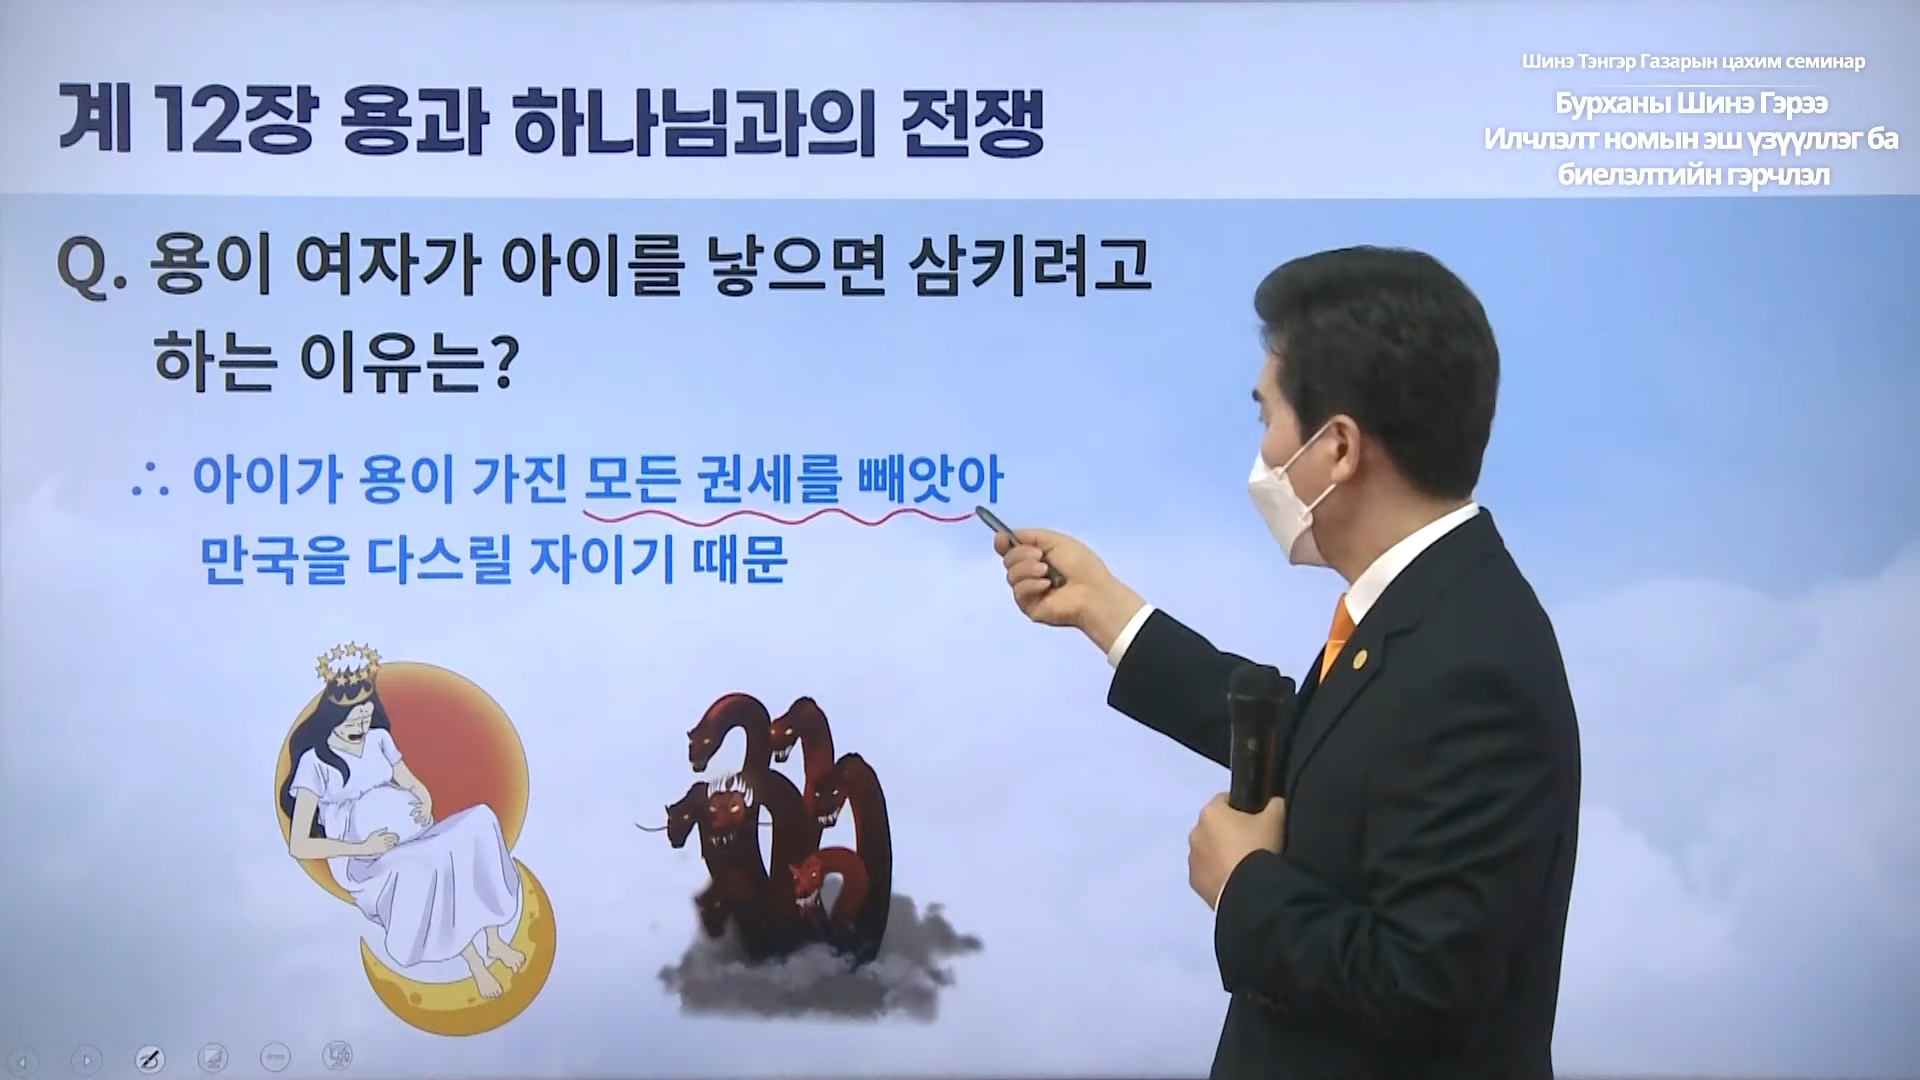 계 12장 용과 하나님과의 전쟁
Шинэ Тэнгэр Газарын цахим семинар
Бурханы Шинэ Гэрээ
Илчлэлт номын эш үзүүллэг ба
биелэлтийн гэрчлэл
Q. 용이 여자가 아이를 낳으면 삼키려고
하는 이유는?
∴ 아이가 용이 가진 모든 권세를 빼앗아
만국을 다스릴 자이기 때문